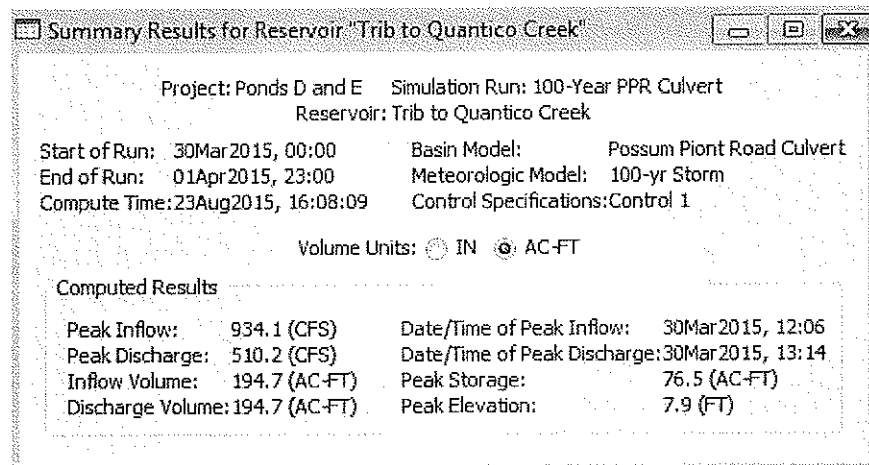 Summary Results for Reservoir "Trib to Quantico Creek"
Project: Ponds D and E Simulation Run: 100-Year PPR Culvert
Reservoir: Trib to Quantico Creek
Start of Run: 30Mar2015, 00:00 Basin Model: Possum Piont Road Culvert
End of Run: 01Apr2015, 23:00 Meteorologic Model: 100-yr Storm
Compute Time:23Aug2015, 16:08:09 Control Specifications:Control 1
Volume Units: IN AC-FT
Computed Results
Peak Inflow: 934.1 (CFS) Date/Time of Peak Inflow: 30Mar2015, 12:06
Peak Discharge: 510.2 (CFS) Date/Time of Peak Discharge:30Mar2015, 13:14
Inflow Volume: 194.7 (AC-FT) Peak Storage: 76.5 (AC-FT)
Discharge Volume:194.7 (AC-FT) Peak Elevation: 7.9 (FT)